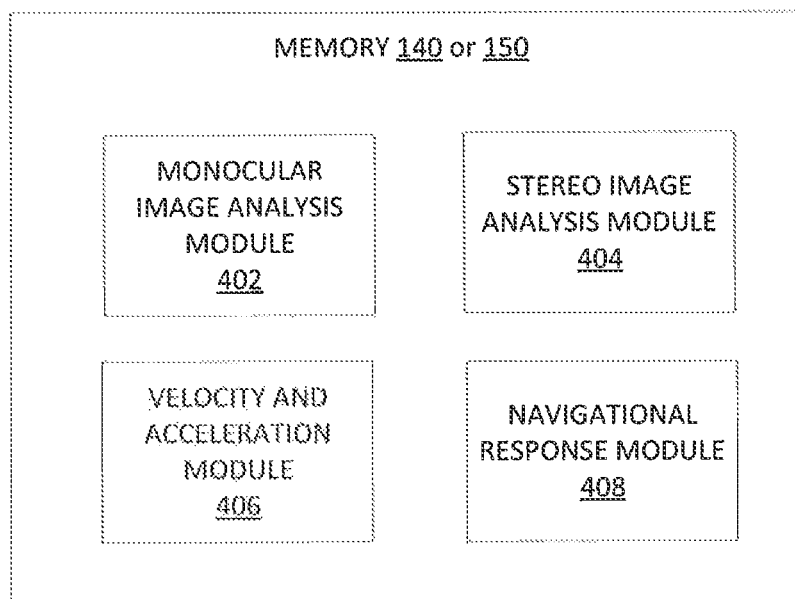 MEMORY 140 or 150
MONOCULAR
IMAGE ANALYSIS
MODULE
402
STEREO IMAGE
ANALYSIS MODULE
404
VELOCITY AND
ACCELERATION
MODULE
406
NAVIGATIONAL
RESPONSE MODULE
408